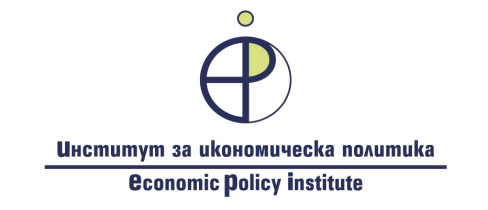 Институт за икономическа политика
economic policy institute